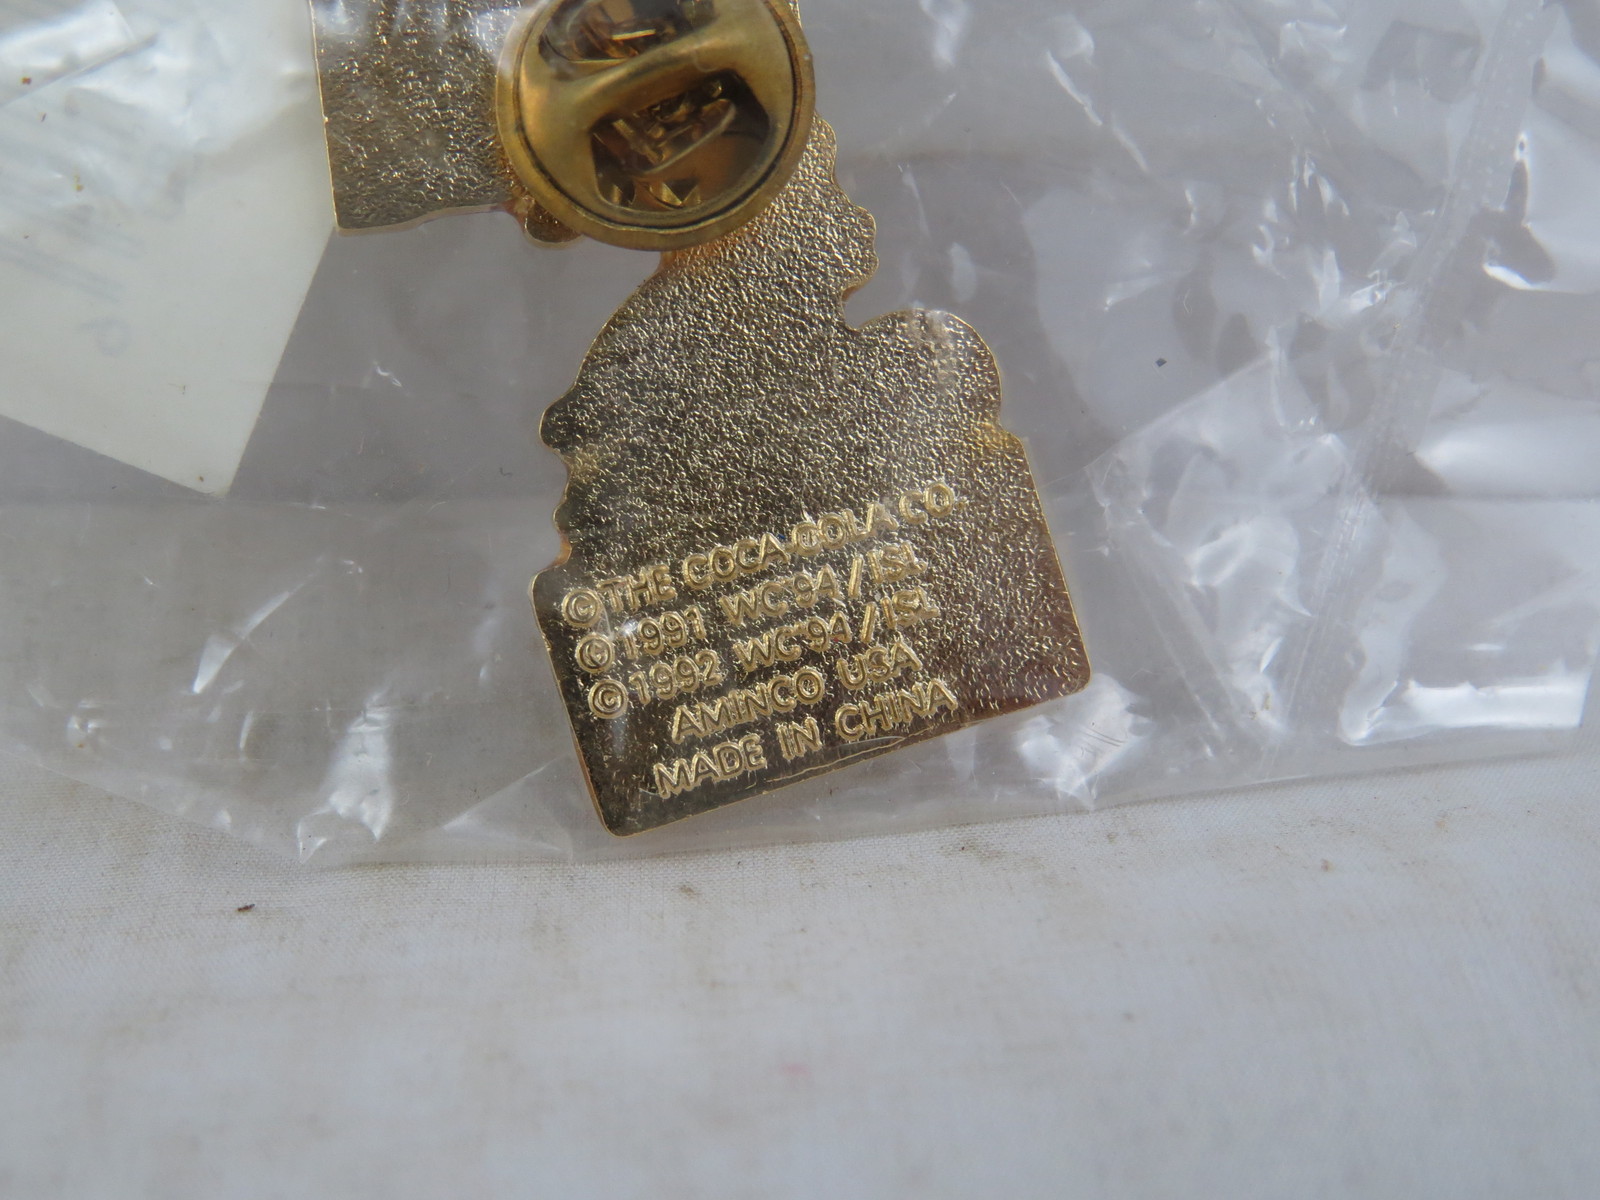 © THE COCA-COLA CO.
© 1991 WC'94/ISL
© 1992 WC'94/ISL
AMINCO USA
MADE IN CHINA